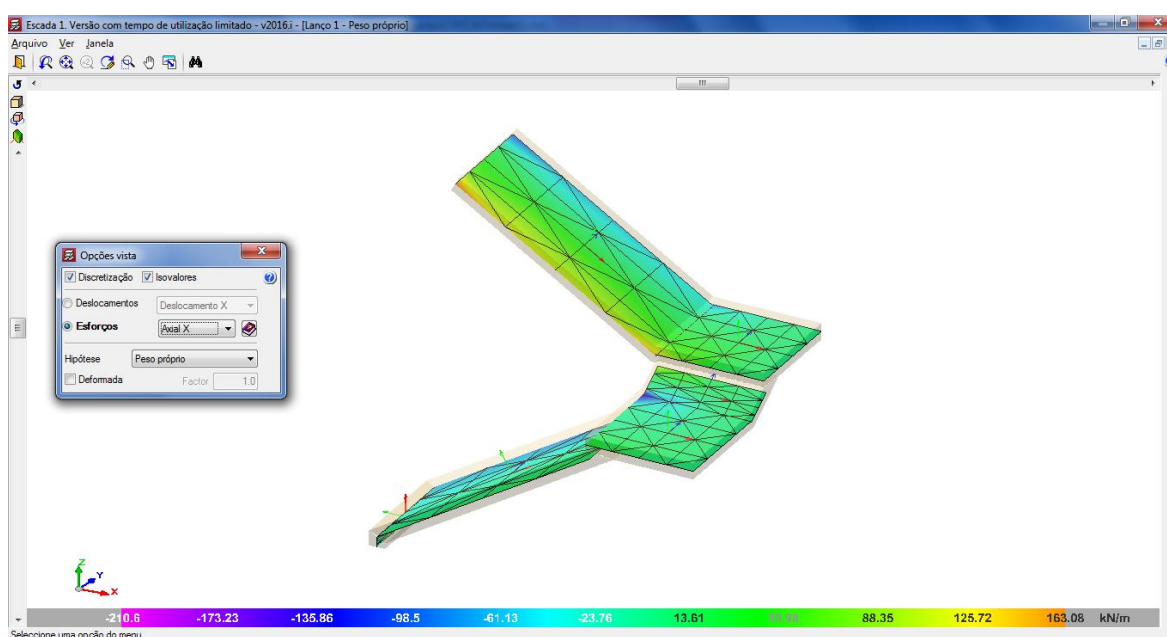 Escada 1. Versão com tempo de utilização limitado - v2016.i - [Lanço 1 - Peso próprio]
Arquivo Ver Janela
Opções vista
Discretização Isovalores
Deslocamentos Deslocamento X
Esforços Axial X
Hipótese Peso próprio
Deformada Factor 1.0
Z
Y
X
-210.6 -173.23 -135.86 -98.5 -61.13 -23.76 13.61 88.35 125.72 163.08 kN/m
Seleccione uma opção do menu